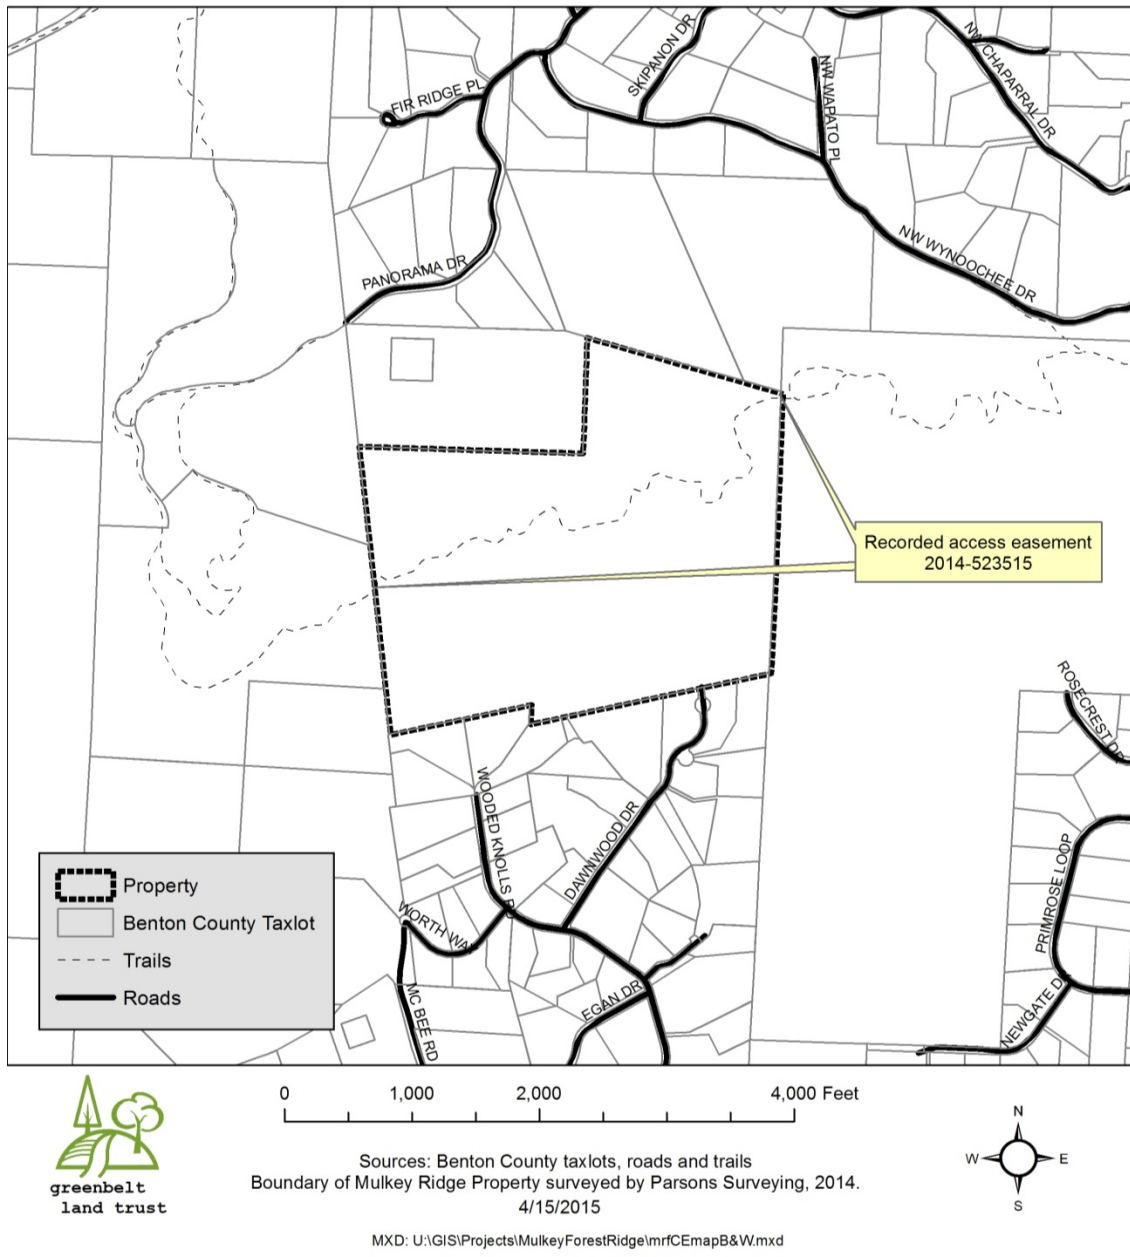 SKIPANON DR
NW CHAPARRAL DR
FIR RIDGE PL
NW WAPATO PL
PANORAMA DR
NW WYNOOCHEE DR
Recorded access easement
2014-523515
ROSECREST DR
WOODED KNOLLS RD
DAWNWOOD DR
PRIMROSE LOOP
WORTH WAY
MC BEE RD
EGAN DR
NEWGATE DR
Property
Benton County Taxlot
Trails
Roads
0 1,000 2,000 4,000 Feet
N
W E
S
greenbelt
land trust
Sources: Benton County taxlots, roads and trails
Boundary of Mulkey Ridge Property surveyed by Parsons Surveying, 2014.
4/15/2015
MXD: U:\GIS\Projects\MulkeyForestRidge\mrfCEmapB&W.mxd